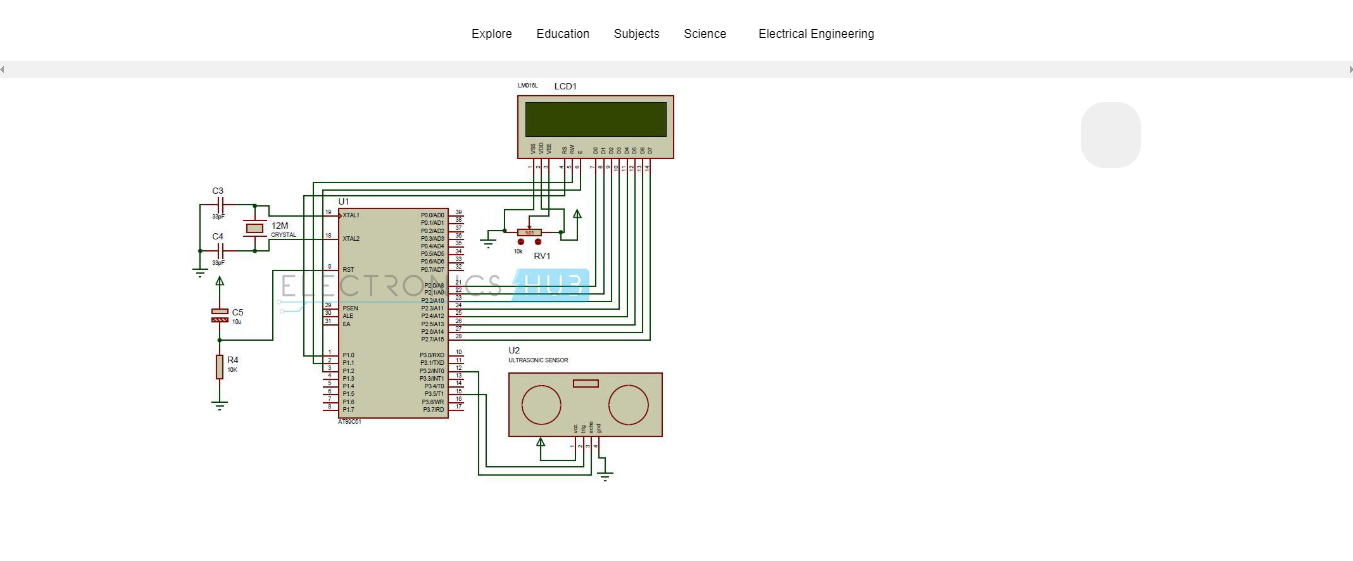 Explore Education Subjects Science Electrical Engineering
LM016L LCD1
VSS VDD VEE RS RW E D0 D1 D2 D3 D4 D5 D6 D7
1 2 3 4 5 6 7 8 9 10 11 12 13 14
C3
33pF
12M
CRYSTAL
C4
33pF
U1
19 XTAL1
18 XTAL2
9 RST
29 PSEN
30 ALE
31 EA
1 P1.0
2 P1.1
3 P1.2
4 P1.3
5 P1.4
6 P1.5
7 P1.6
8 P1.7
P0.0/AD0 39
P0.1/AD1 38
P0.2/AD2 37
P0.3/AD3 36
P0.4/AD4 35
P0.5/AD5 34
P0.6/AD6 33
P0.7/AD7 32
P2.0/A8 21
P2.1/A9 22
P2.2/A10 23
P2.3/A11 24
P2.4/A12 25
P2.5/A13 26
P2.6/A14 27
P2.7/A15 28
P3.0/RXD 10
P3.1/TXD 11
P3.2/INT0 12
P3.3/INT1 13
P3.4/T0 14
P3.5/T1 15
P3.6/WR 16
P3.7/RD 17
AT89C51
ELECTRONICS HUB
10k
RV1
C5
10u
R4
10K
U2
ULTRASONIC SENSOR
vcc trig echo gnd
1 2 3 4